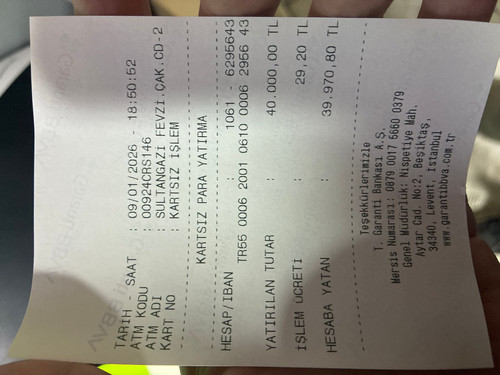 TARİH - SAAT : 09/01/2026 - 18:50:52
ATM KODU : 00924CRS146
ATM ADI : SULTANGAZİ FEVZİ.ÇAK.CD-2
KART NO : KARTSIZ İŞLEM
KARTSIZ PARA YATIRMA
HESAP/IBAN : 1061 - 6295643
TR55 0006 2001 0610 0006 2956 43
YATIRILAN TUTAR : 40.000,00 TL
İŞLEM ÜCRETİ : 29,20 TL
HESABA YATAN : 39.970,80 TL
Teşekkürlerimizle
T. Garanti Bankası A.Ş.
Mersis Numarası: 0879 0017 5660 0379
Genel Müdürlük: Nispetiye Mah.
Aytar Cad. No:2, Beşiktaş,
34340, Levent, İstanbul
www.garantibbva.com.tr